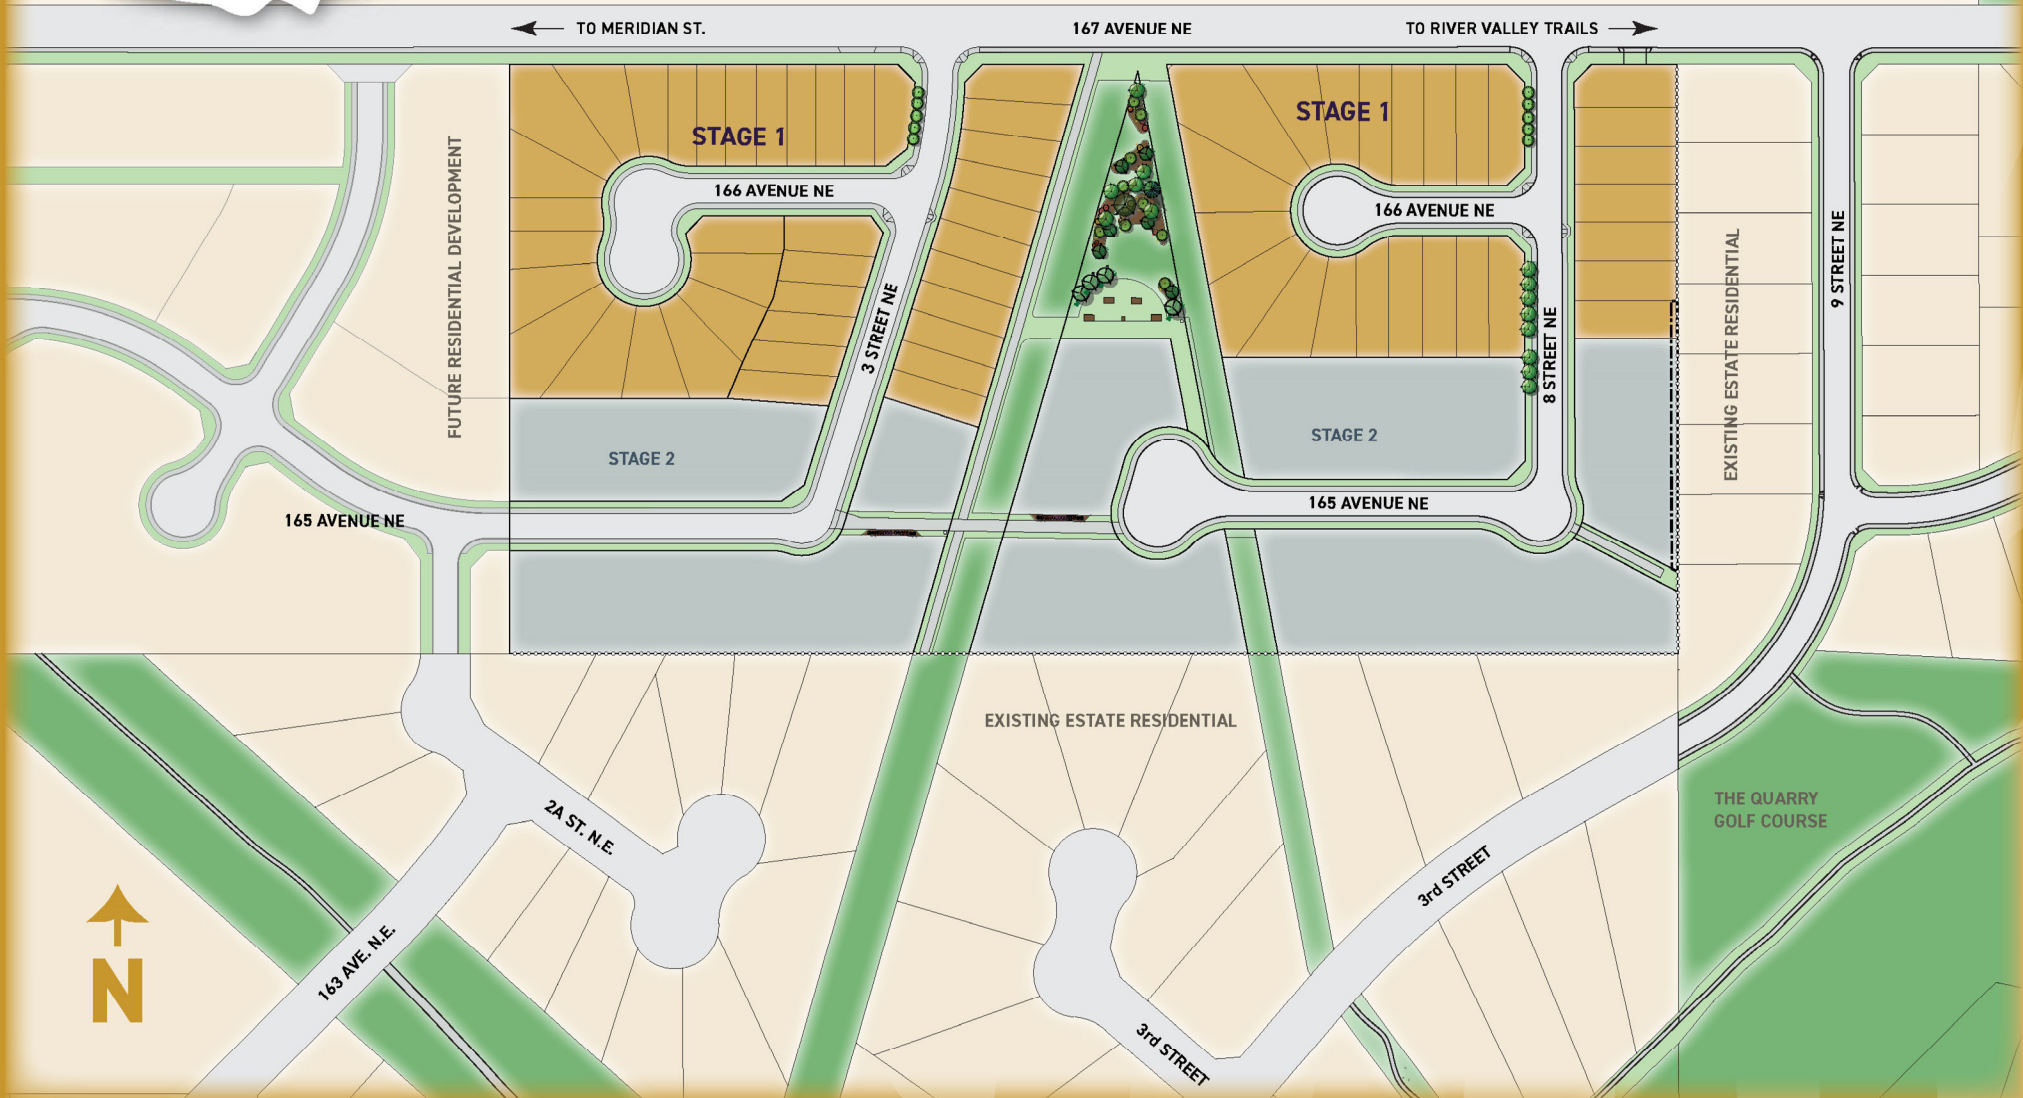 TO MERIDIAN ST.
167 AVENUE NE
TO RIVER VALLEY TRAILS
STAGE 1
STAGE 1
166 AVENUE NE
166 AVENUE NE
FUTURE RESIDENTIAL DEVELOPMENT
3 STREET NE
8 STREET NE
EXISTING ESTATE RESIDENTIAL
9 STREET NE
STAGE 2
STAGE 2
165 AVENUE NE
165 AVENUE NE
EXISTING ESTATE RESIDENTIAL
THE QUARRY
GOLF COURSE
2A ST. N.E.
3rd STREET
163 AVE. N.E.
3rd STREET
N